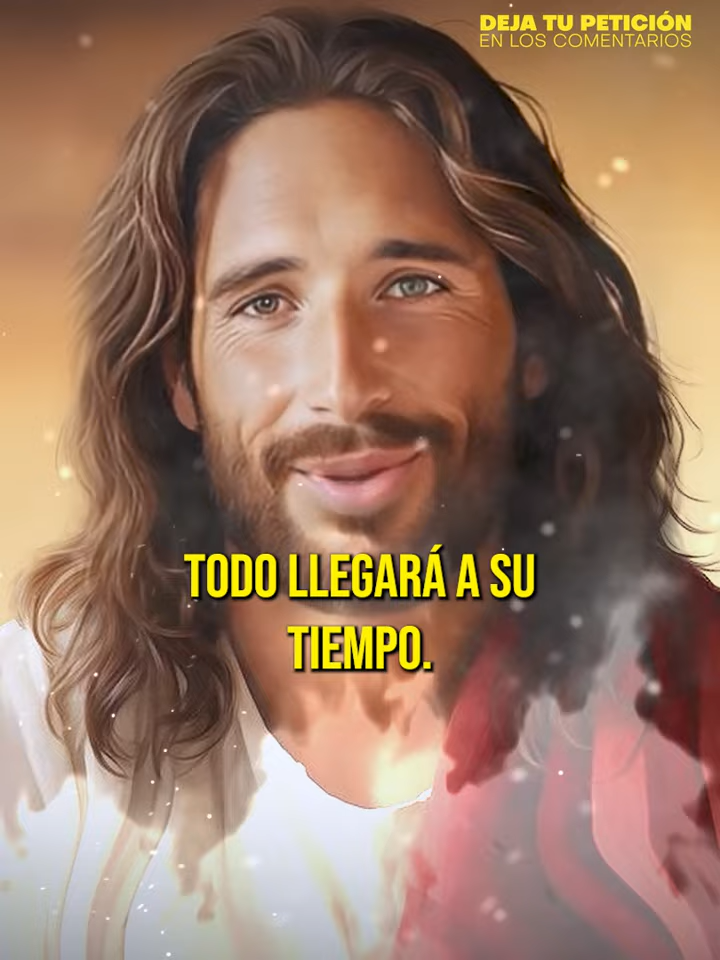 DEJA TU PETICIÓN
EN LOS COMENTARIOS
TODO LLEGARÁ A SU
TIEMPO.